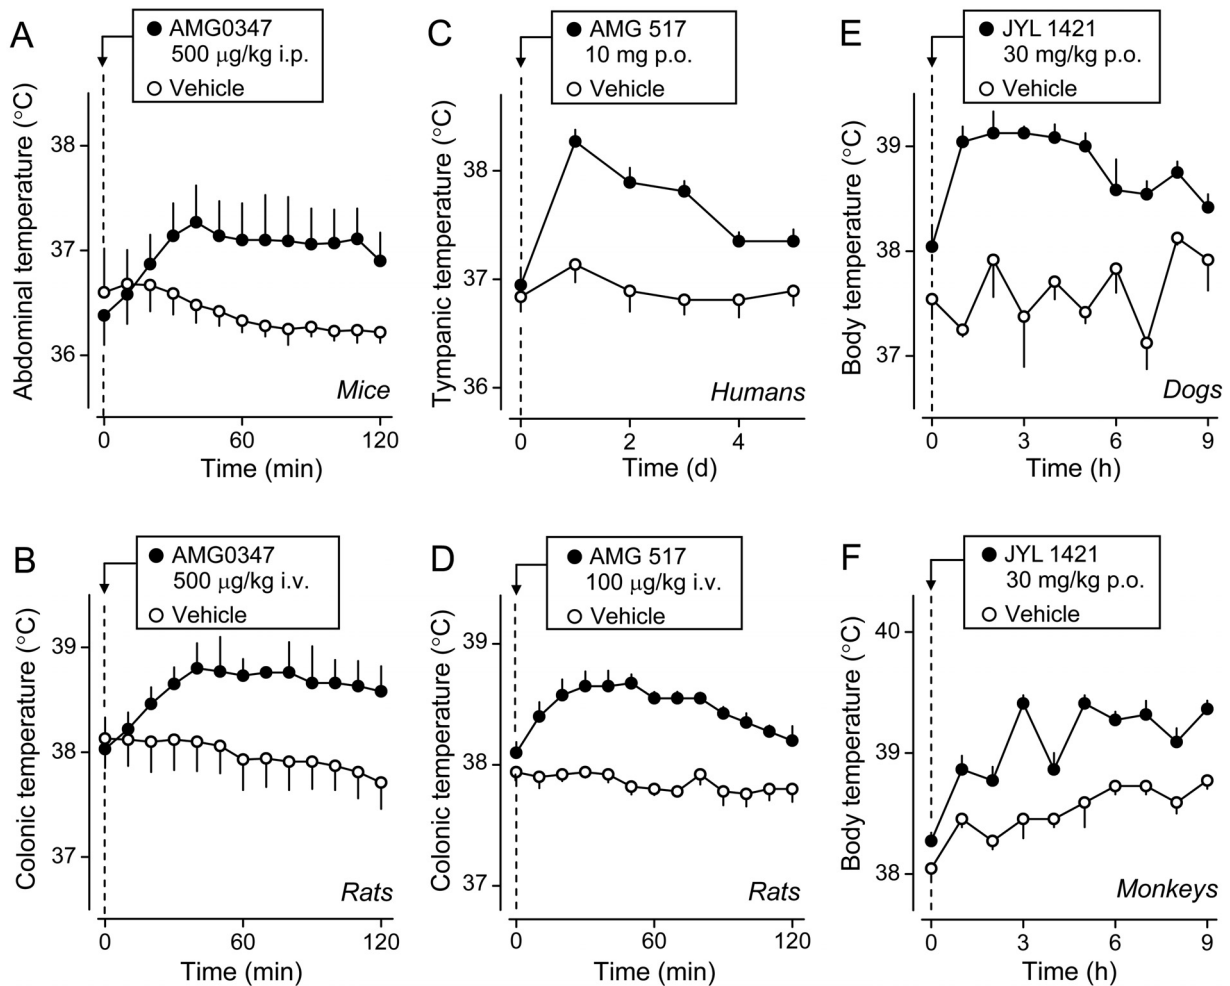 A
AMG0347
500 μg/kg i.p.
Vehicle
Abdominal temperature (°C)
38
37
36
Mice
0
60
120
Time (min)
C
AMG 517
10 mg p.o.
Vehicle
Tympanic temperature (°C)
38
37
36
Humans
0
2
4
Time (d)
E
JYL 1421
30 mg/kg p.o.
Vehicle
Body temperature (°C)
39
38
37
Dogs
0
3
6
9
Time (h)
B
AMG0347
500 μg/kg i.v.
Vehicle
Colonic temperature (°C)
39
38
37
Rats
0
60
120
Time (min)
D
AMG 517
100 μg/kg i.v.
Vehicle
Colonic temperature (°C)
39
38
37
Rats
0
60
120
Time (min)
F
JYL 1421
30 mg/kg p.o.
Vehicle
Body temperature (°C)
40
39
38
Monkeys
0
3
6
9
Time (h)